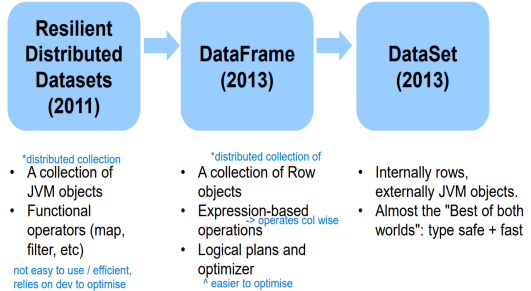 Resilient
Distributed
Datasets
(2011)
DataFrame
(2013)
DataSet
(2013)
*distributed collection
• A collection of
JVM objects
• Functional
operators (map,
filter, etc)
not easy to use / efficient,
relies on dev to optimise
*distributed collection of
• A collection of Row
objects
• Expression-based
operations
-> operates col wise
• Logical plans and
optimizer
^ easier to optimise
• Internally rows,
externally JVM objects.
• Almost the "Best of both
worlds": type safe + fast